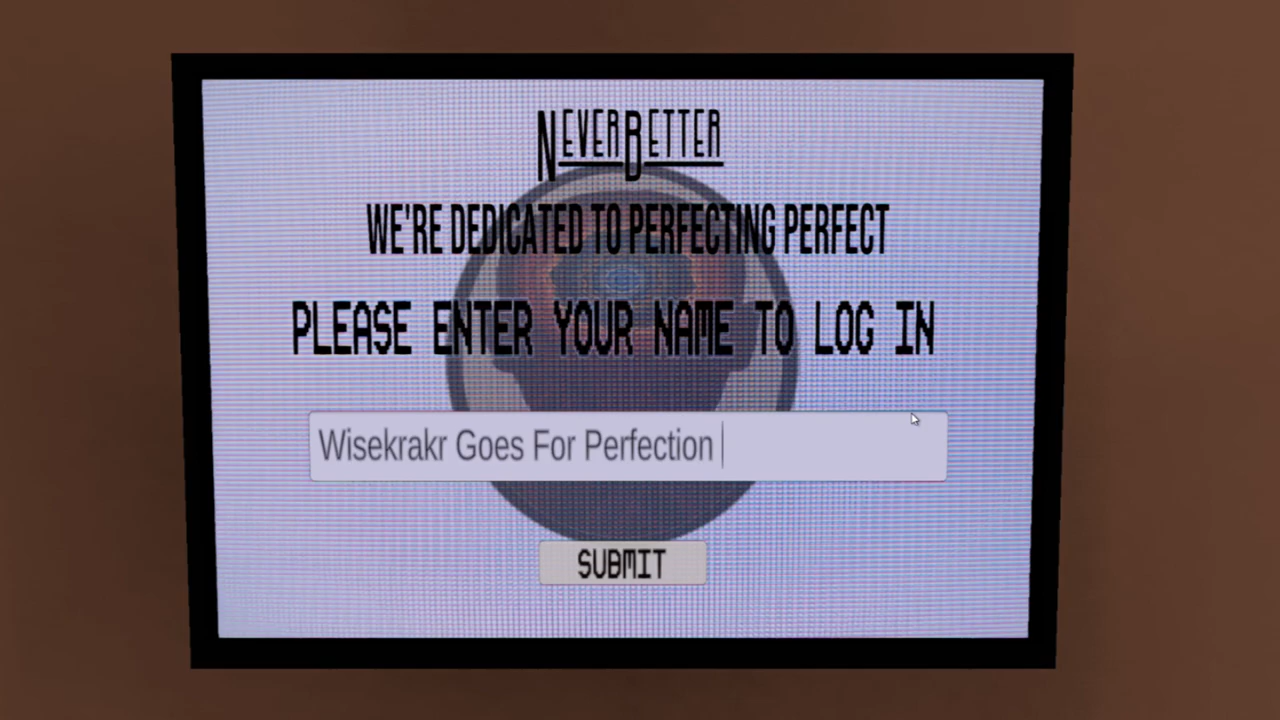 NEVERBETTER
WE'RE DEDICATED TO PERFECTING PERFECT
PLEASE ENTER YOUR NAME TO LOG IN
Wisekrakr Goes For Perfection
SUBMIT